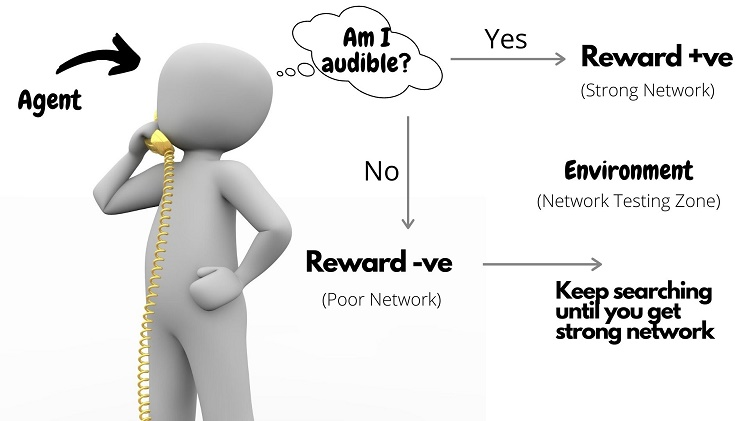 Am I
audible?
Yes
Reward +ve
(Strong Network)
Agent
No
Environment
(Network Testing Zone)
Reward -ve
(Poor Network)
Keep searching
until you get
strong network